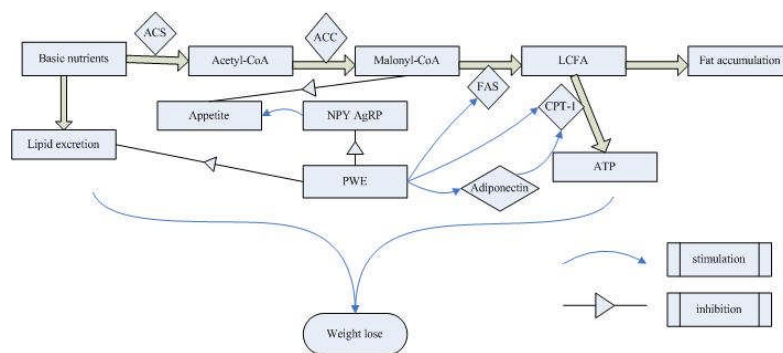 ACS
ACC
Basic nutrients
Acetyl-CoA
Malonyl-CoA
LCFA
Fat accumulation
FAS
CPT-1
Appetite
NPY AgRP
Lipid excretion
PWE
Adiponectin
ATP
stimulation
inhibition
Weight lose